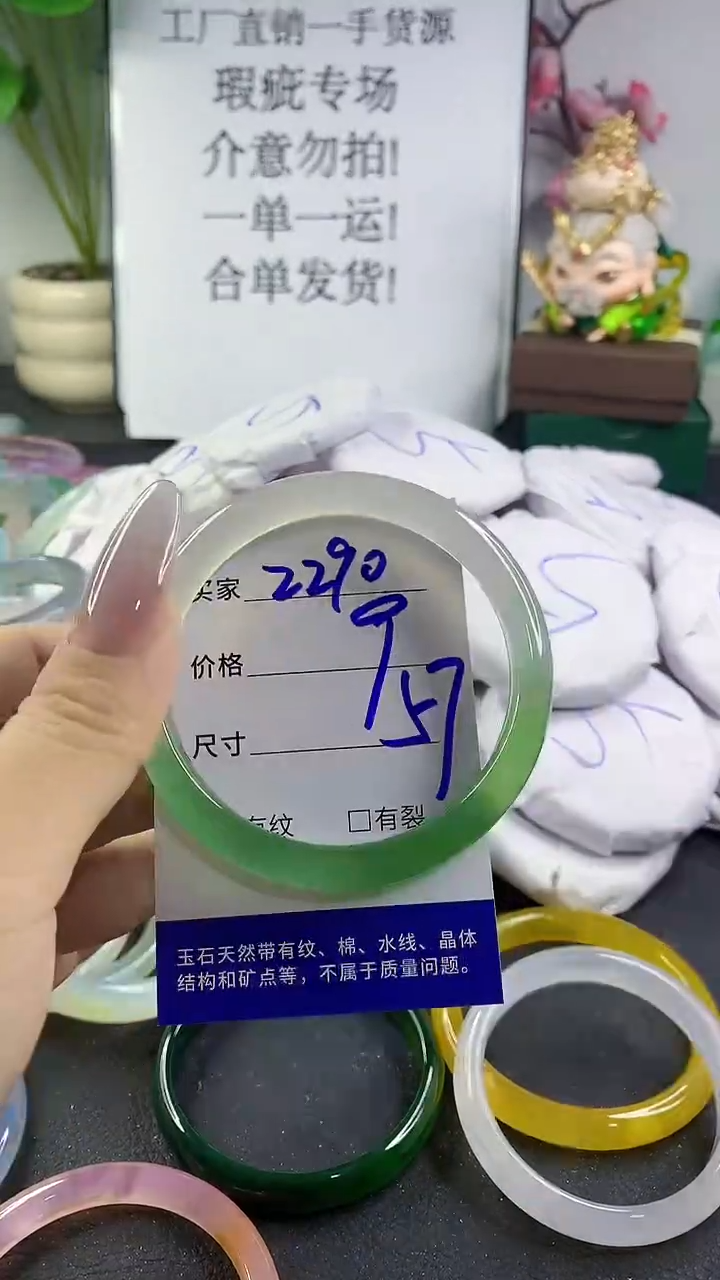 工厂直销一手货源
瑕疵专场
介意勿拍!
一单一运!
合单发货!
买家 2290
价格 9
尺寸 57
有纹 □有裂
玉石天然带有纹、棉、水线、晶体
结构和矿点等，不属于质量问题。